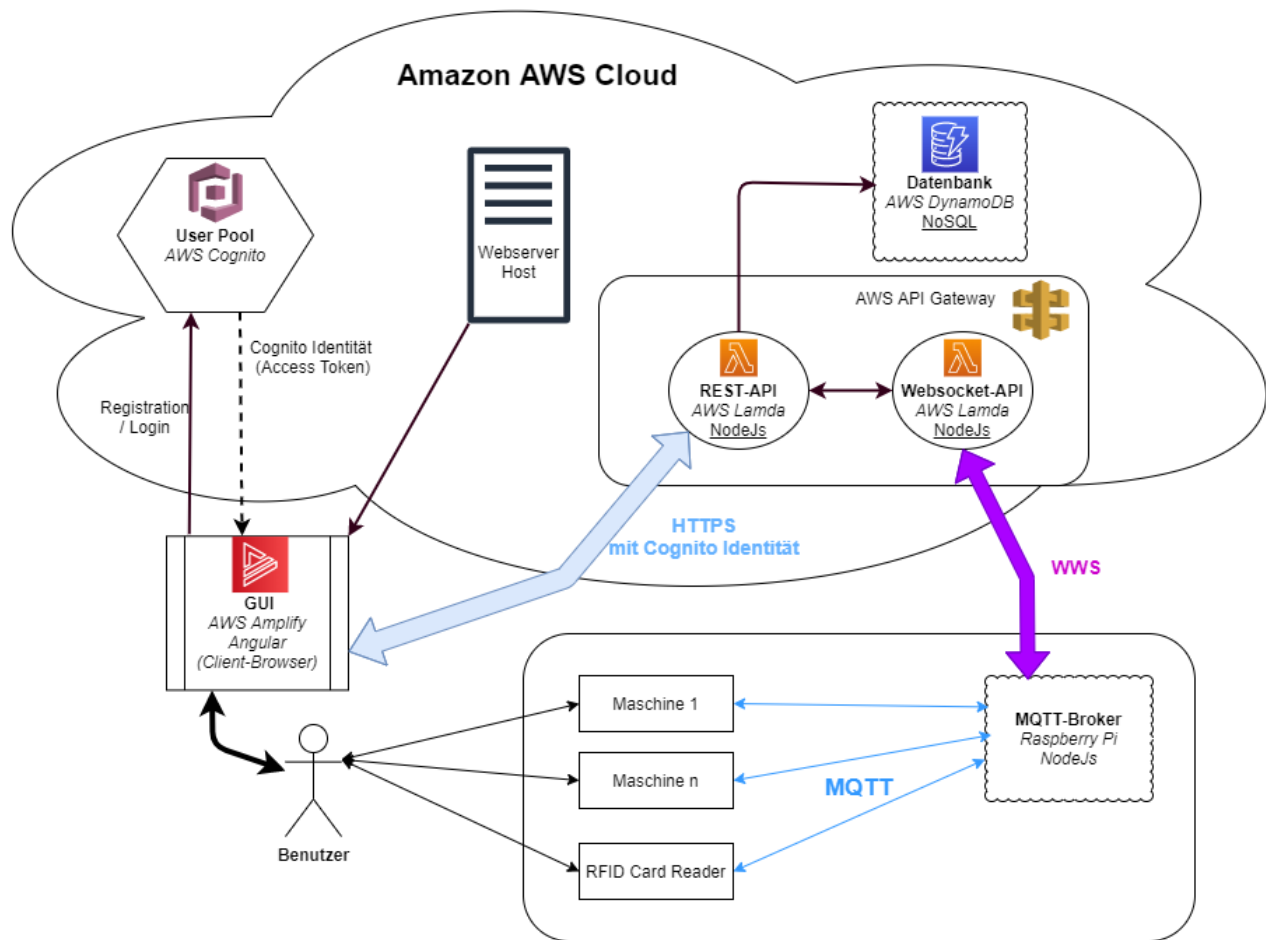 Amazon AWS Cloud
User Pool
AWS Cognito
Webserver
Host
Datenbank
AWS DynamoDB
NoSQL
AWS API Gateway
REST-API
AWS Lamda
NodeJs
Websocket-API
AWS Lamda
NodeJs
Cognito Identität
(Access Token)
Registration
/ Login
HTTPS
mit Cognito Identität
WWS
GUI
AWS Amplify
Angular
(Client-Browser)
Maschine 1
Maschine n
RFID Card Reader
MQTT
MQTT-Broker
Raspberry Pi
NodeJs
Benutzer